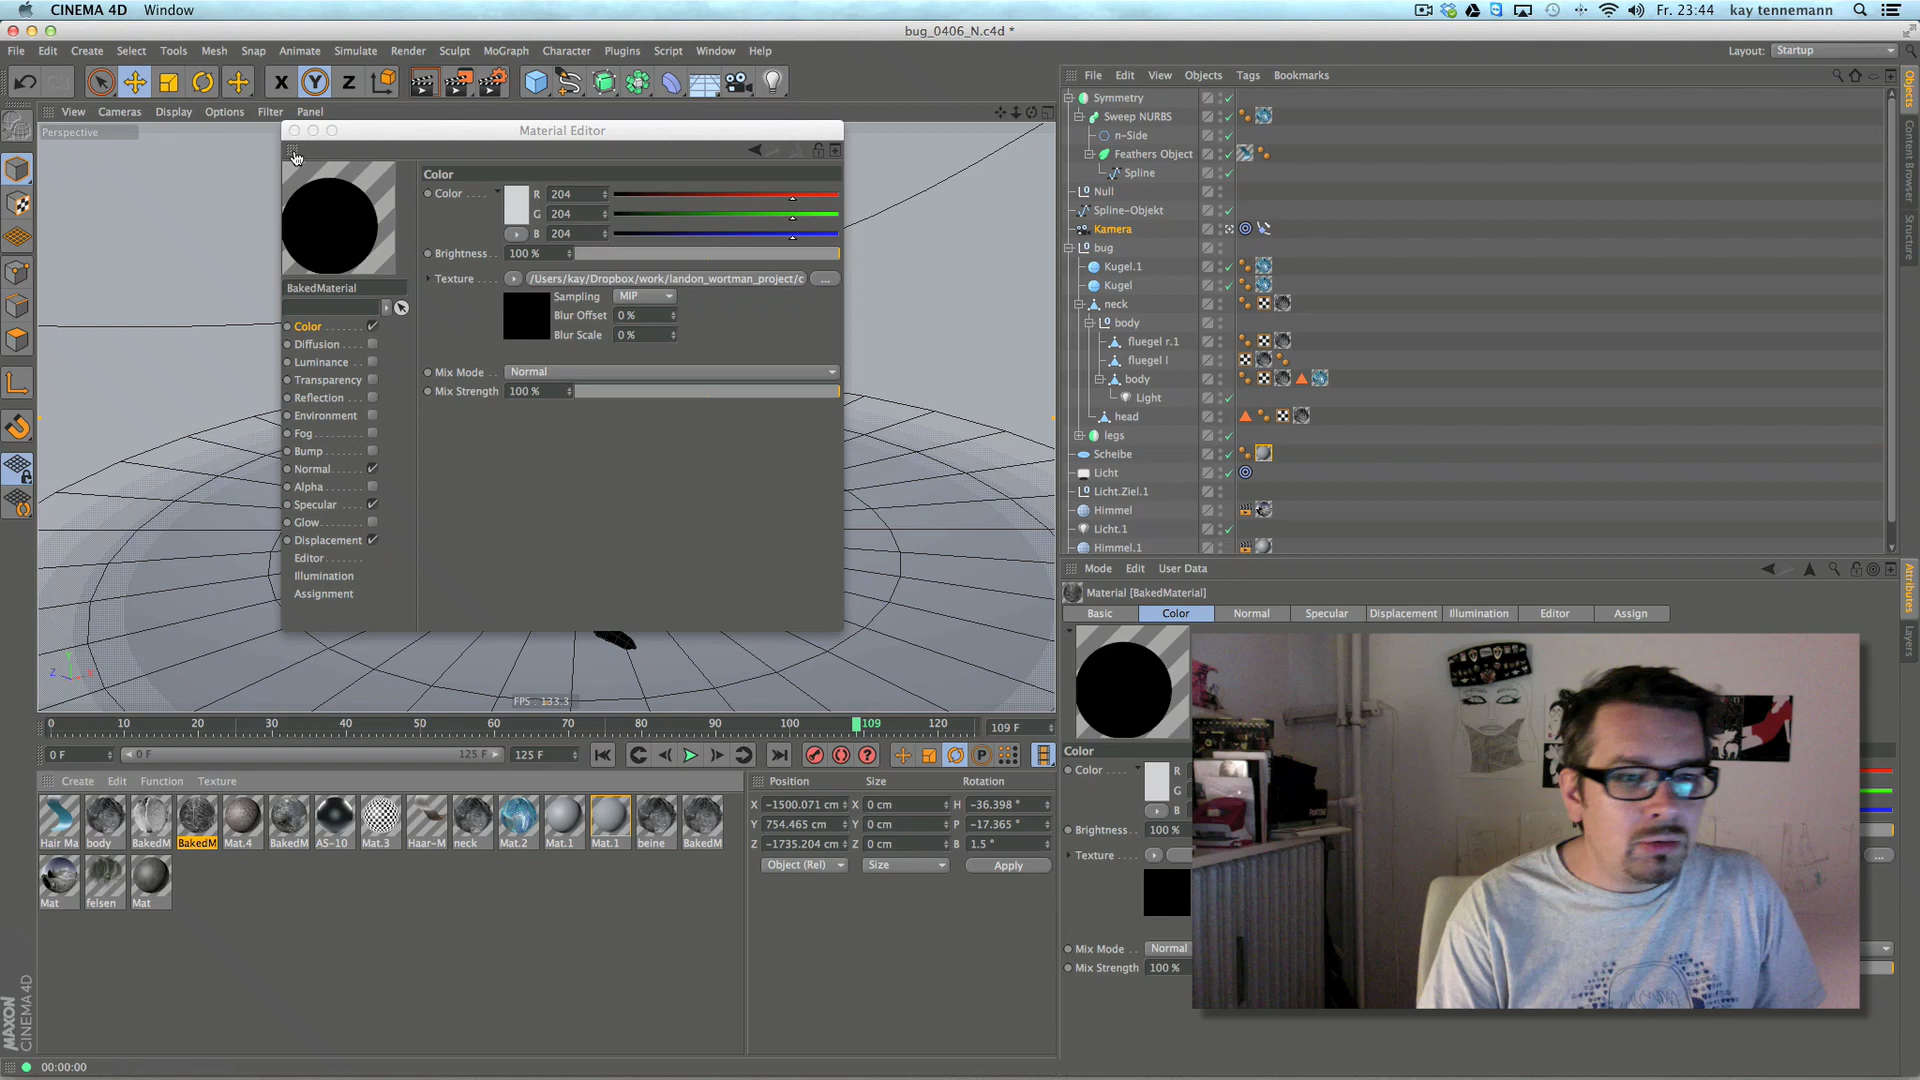 CINEMA 4D Window
Fr. 23:44 kay tennemann
bug_0406_N.c4d *
File Edit Create Select Tools Mesh Snap Animate Simulate Render Sculpt MoGraph Character Plugins Script Window Help
Layout: Startup
X Y Z
View Cameras Display Options Filter Panel
Perspective
Material Editor
Color
Color . . . . R 204
G 204
B 204
Brightness . . 100 %
Texture . . . . /Users/kay/Dropbox/work/landon_wortman_project/c ...
Sampling MIP
Blur Offset 0 %
Blur Scale 0 %
Mix Mode . . Normal
Mix Strength 100 %
BakedMaterial
Color
Diffusion
Luminance
Transparency
Reflection
Environment
Fog
Bump
Normal
Alpha
Specular
Glow
Displacement
Editor
Illumination
Assignment
FPS : 133.3
0 10 20 30 40 50 60 70 80 90 100 109 120 109 F
0 F 0 F 125 F 125 F
Create Edit Function Texture
Hair Ma body BakedM BakedM Mat.4 BakedM AS-10 Mat.3 Haar-M neck Mat.2 Mat.1 Mat.1 beine BakedM
Mat felsen Mat
Position Size Rotation
X -1500.071 cm X 0 cm H -36.398 °
Y 754.465 cm Y 0 cm P -17.365 °
Z -1735.204 cm Z 0 cm B 1.5 °
Object (Rel) Size Apply
MAXON
CINEMA 4D
00:00:00
File Edit View Objects Tags Bookmarks
Symmetry
Sweep NURBS
n-Side
Feathers Object
Spline
Null
Spline-Objekt
Kamera
bug
Kugel.1
Kugel
neck
body
fluegel r.1
fluegel l
body
Light
head
legs
Scheibe
Licht
Licht.Ziel.1
Himmel
Licht.1
Himmel.1
Objects
Content Browser
Structure
Mode Edit User Data
Material [BakedMaterial]
Basic Color Normal Specular Displacement Illumination Editor Assign
Color
Color . . . . R
G
B
Brightness . . 100 %
Texture . . . . ...
Mix Mode . . Normal
Mix Strength 100 %
Attributes
Layers